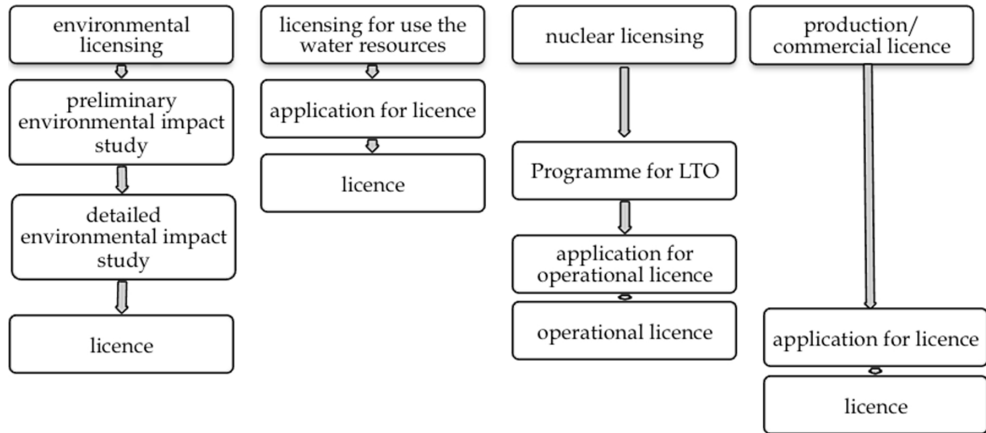 environmental
licensing
preliminary
environmental impact
study
detailed
environmental impact
study
licence
licensing for use the
water resources
application for licence
licence
nuclear licensing
Programme for LTO
application for
operational licence
operational licence
production/
commercial licence
application for licence
licence